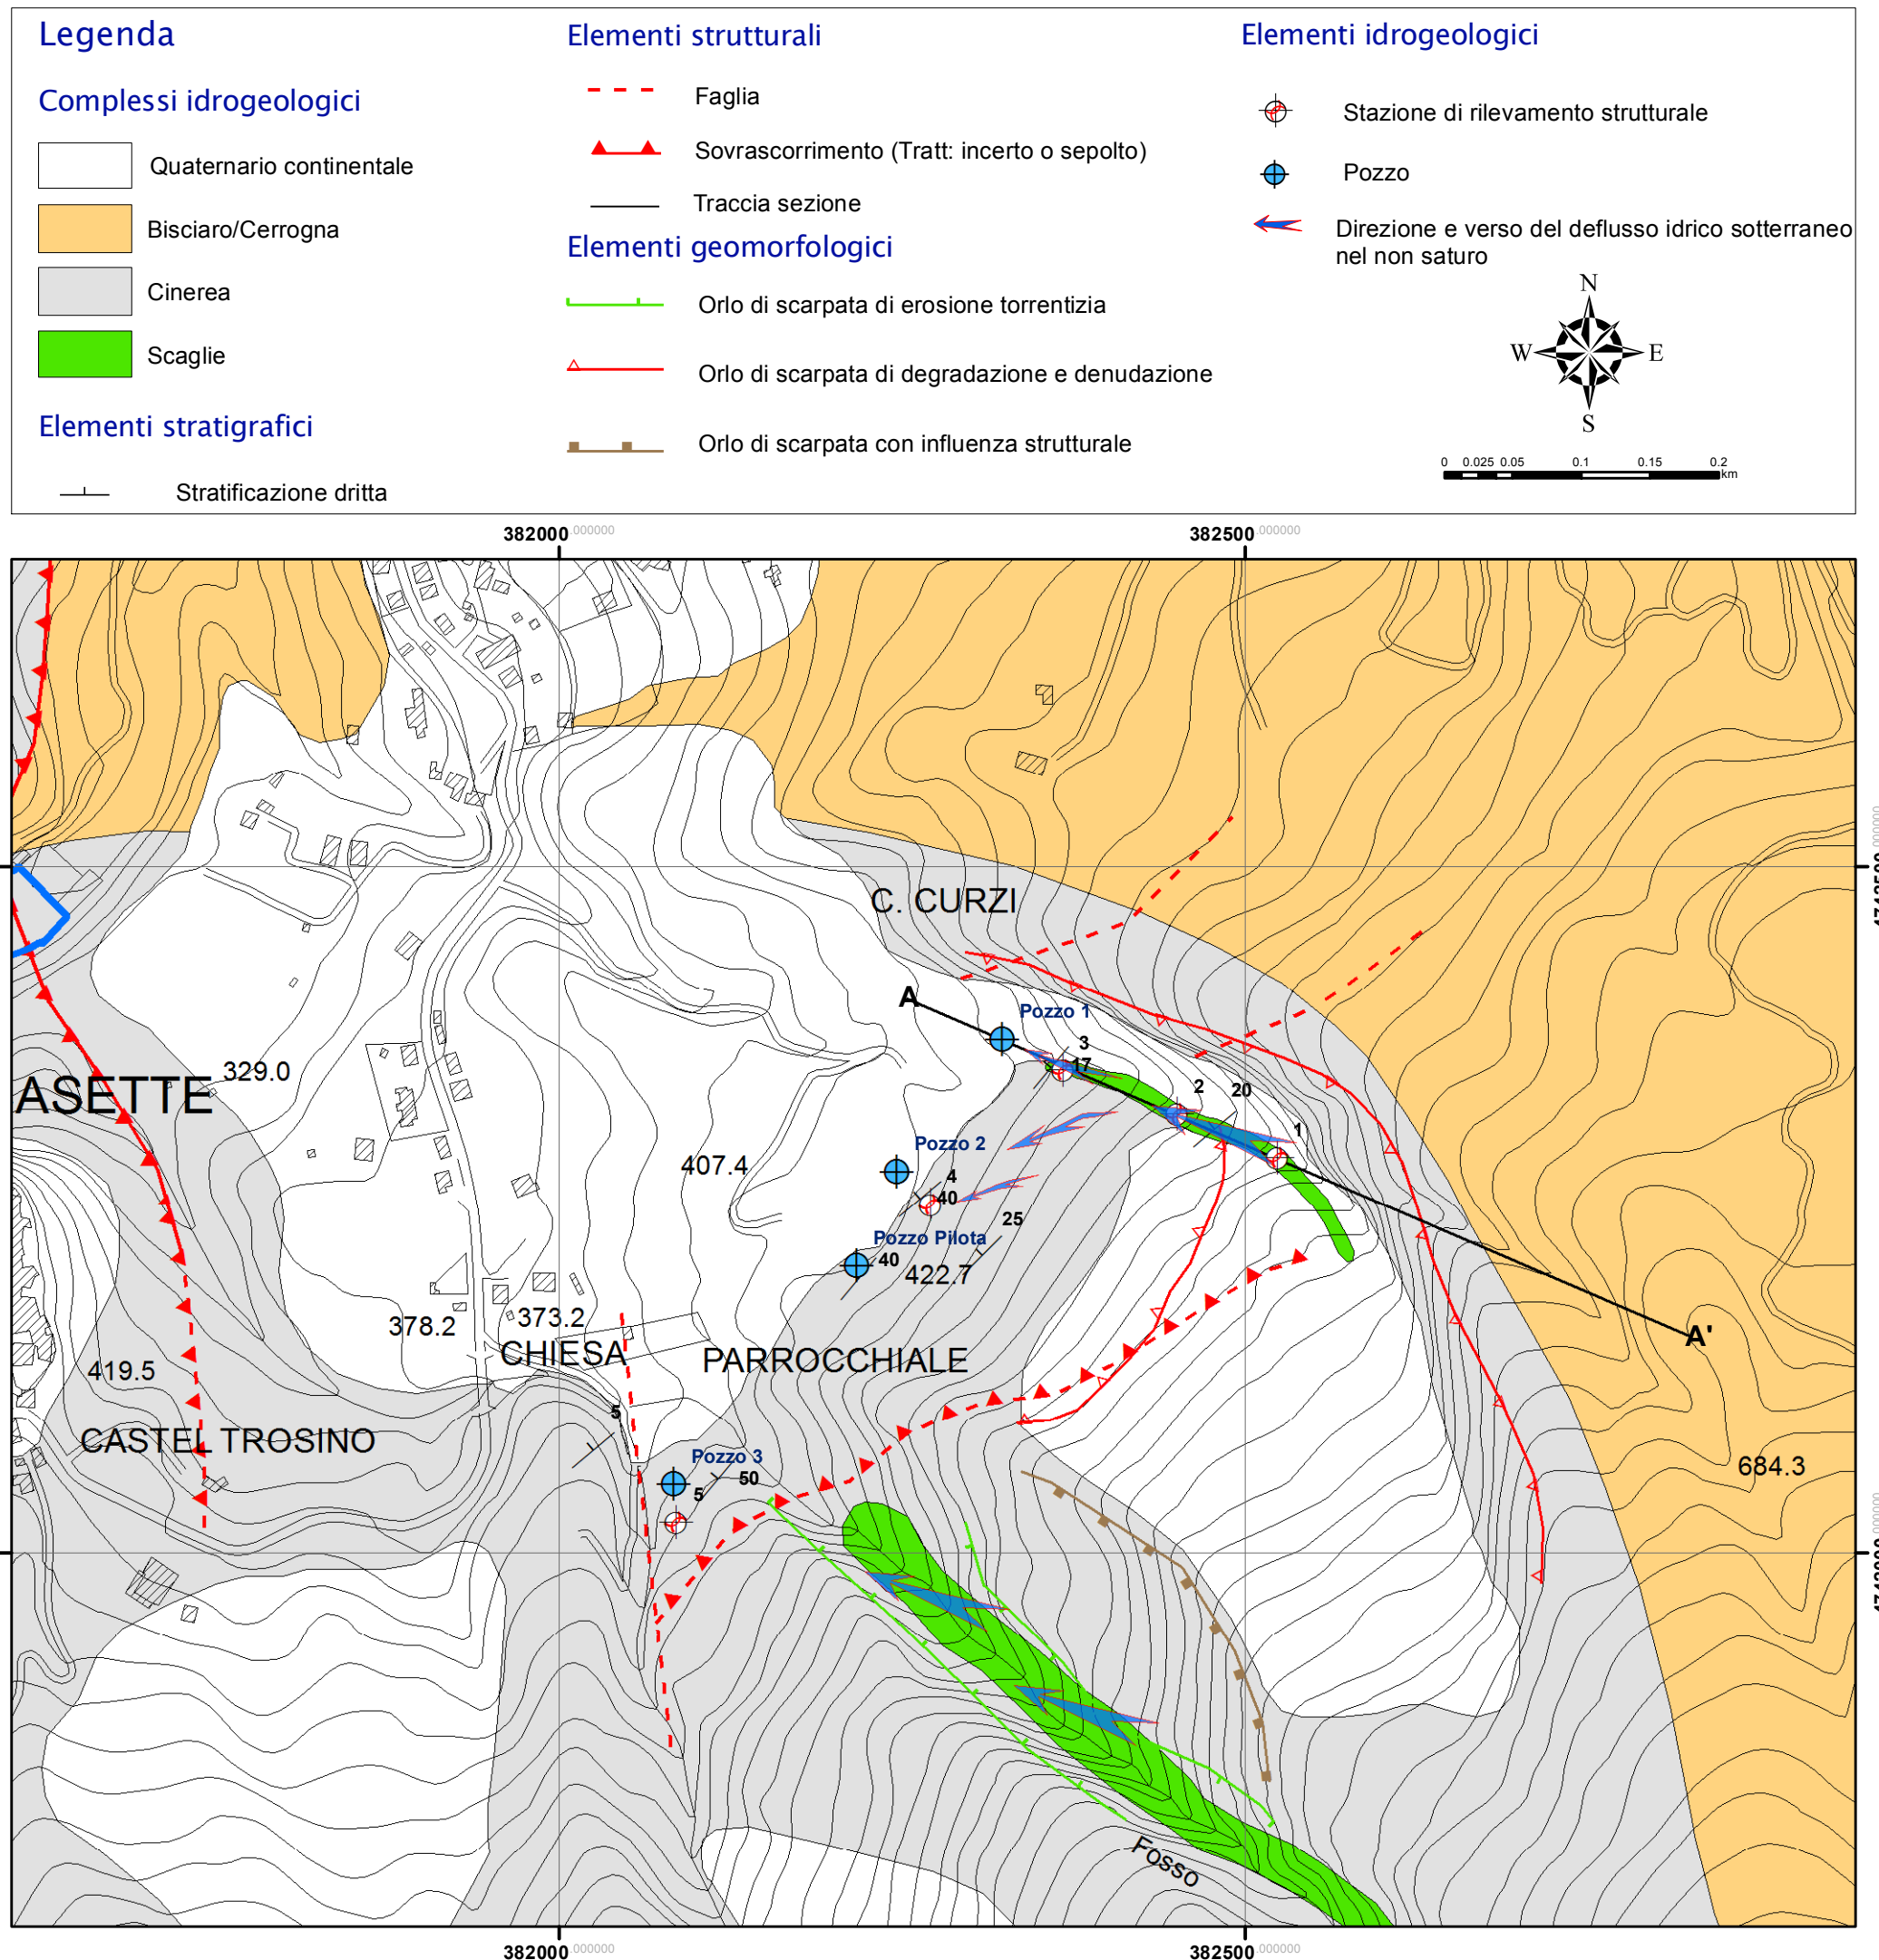 Legenda
Complessi idrogeologici
Quaternario continentale
Bisciaro/Cerrogna
Cinerea
Scaglie
Elementi stratigrafici
Stratificazione dritta
Elementi strutturali
Faglia
Sovrascorrimento (Tratt: incerto o sepolto)
Traccia sezione
Elementi geomorfologici
Orlo di scarpata di erosione torrentizia
Orlo di scarpata di degradazione e denudazione
Orlo di scarpata con influenza strutturale
Elementi idrogeologici
Stazione di rilevamento strutturale
Pozzo
Direzione e verso del deflusso idrico sotterraneo
nel non saturo
N
W E
S
0 0.025 0.05 0.1 0.15 0.2
km
382000.000000 382500.000000
C. CURZI
A
Pozzo 1
3
17
2
20
1
329.0
ASETTE
Pozzo 2
407.4
4
40
25
Pozzo Pilota
40
422.7
378.2
373.2
CHIESA PARROCCHIALE
A'
419.5
5
CASTEL TROSINO
Pozzo 3
50
5
684.3
Fosso
382000.000000 382500.000000